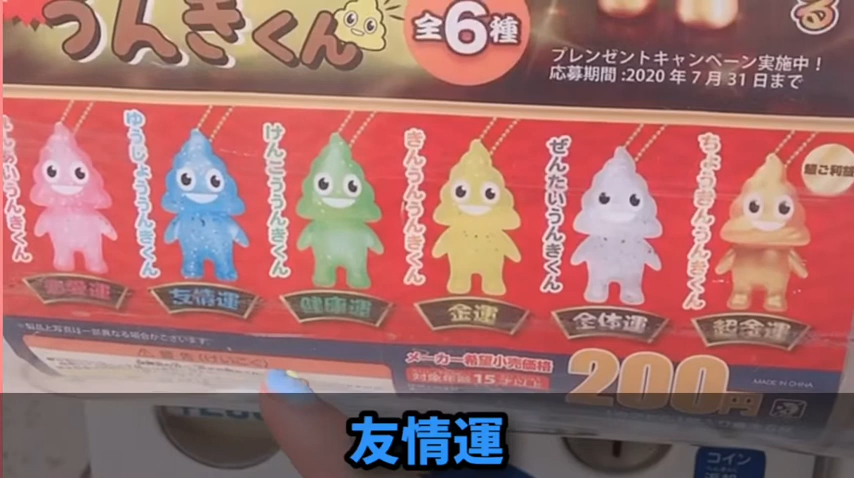 うんきくん
全6種
プレンゼントキャンペーン実施中！
応募期間:2020年7月31日まで
ゆうじょううんきくん
けんこううんきくん
きんうんうんきくん
ぜんたいうんきくん
ちょうきんうんきくん
恋愛運
友情運
健康運
金運
全体運
超金運
メーカー希望小売価格
200円
MADE IN CHINA
友情運
コイン